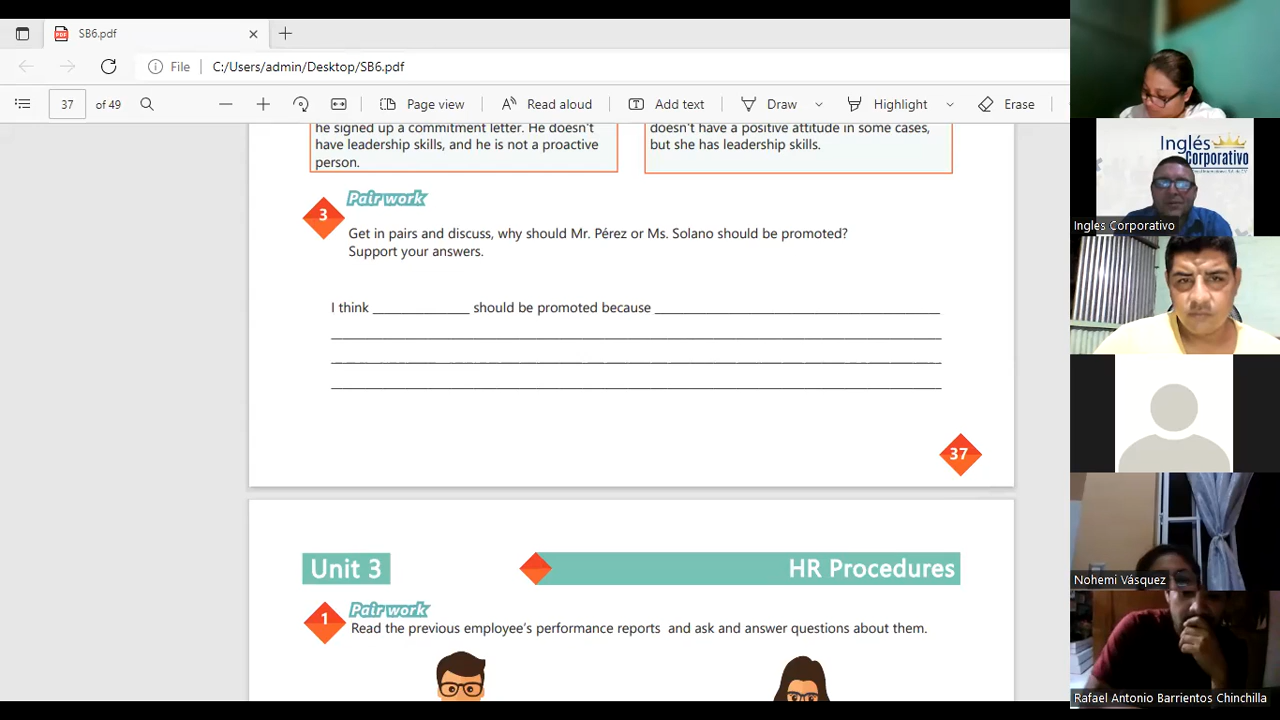 SB6.pdf
File C:/Users/admin/Desktop/SB6.pdf
37 of 49 Page view Read aloud Add text Draw Highlight Erase
he signed up a commitment letter. He doesn't
have leadership skills, and he is not a proactive
person.
doesn't have a positive attitude in some cases,
but she has leadership skills.
3 Pair work
Get in pairs and discuss, why should Mr. Pérez or Ms. Solano should be promoted?
Support your answers.
I think ______________ should be promoted because ______________
37
Unit 3
HR Procedures
1 Pair work
Read the previous employee's performance reports and ask and answer questions about them.
Inglés
Corporativo
Ingles Corporativo
Nohemi Vásquez
Rafael Antonio Barrientos Chinchilla